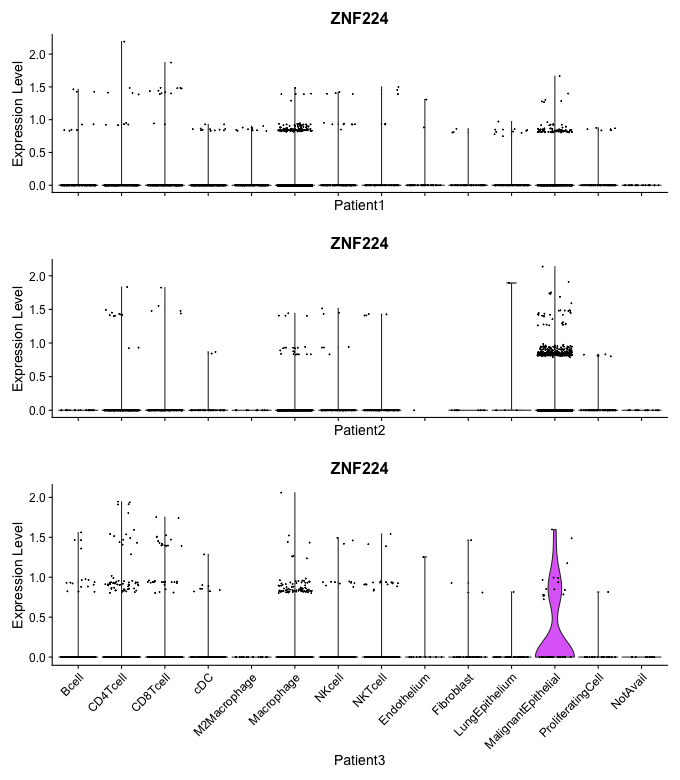 ZNF224
Expression Level
2.0
1.5
1.0
0.5
0.0
Patient1
ZNF224
Expression Level
2.0
1.5
1.0
0.5
0.0
Patient2
ZNF224
Expression Level
2.0
1.5
1.0
0.5
0.0
Bcell
CD4Tcell
CD8Tcell
cDC
M2Macrophage
Macrophage
NKcell
NKTcell
Endothelium
Fibroblast
LungEpithelium
MalignantEpithelial
ProliferatingCell
NotAvail
Patient3